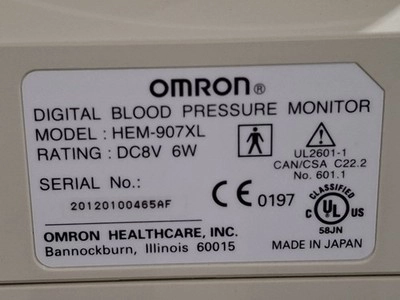 OMRON®
DIGITAL BLOOD PRESSURE MONITOR
MODEL : HEM-907XL
RATING : DC8V 6W
UL2601-1
CAN/CSA C22.2
No. 601.1
SERIAL No.:
20120100465AF
CE 0197
CLASSIFIED
C UL US
®
58JN
OMRON HEALTHCARE, INC.
Bannockburn, Illinois 60015
MADE IN JAPAN